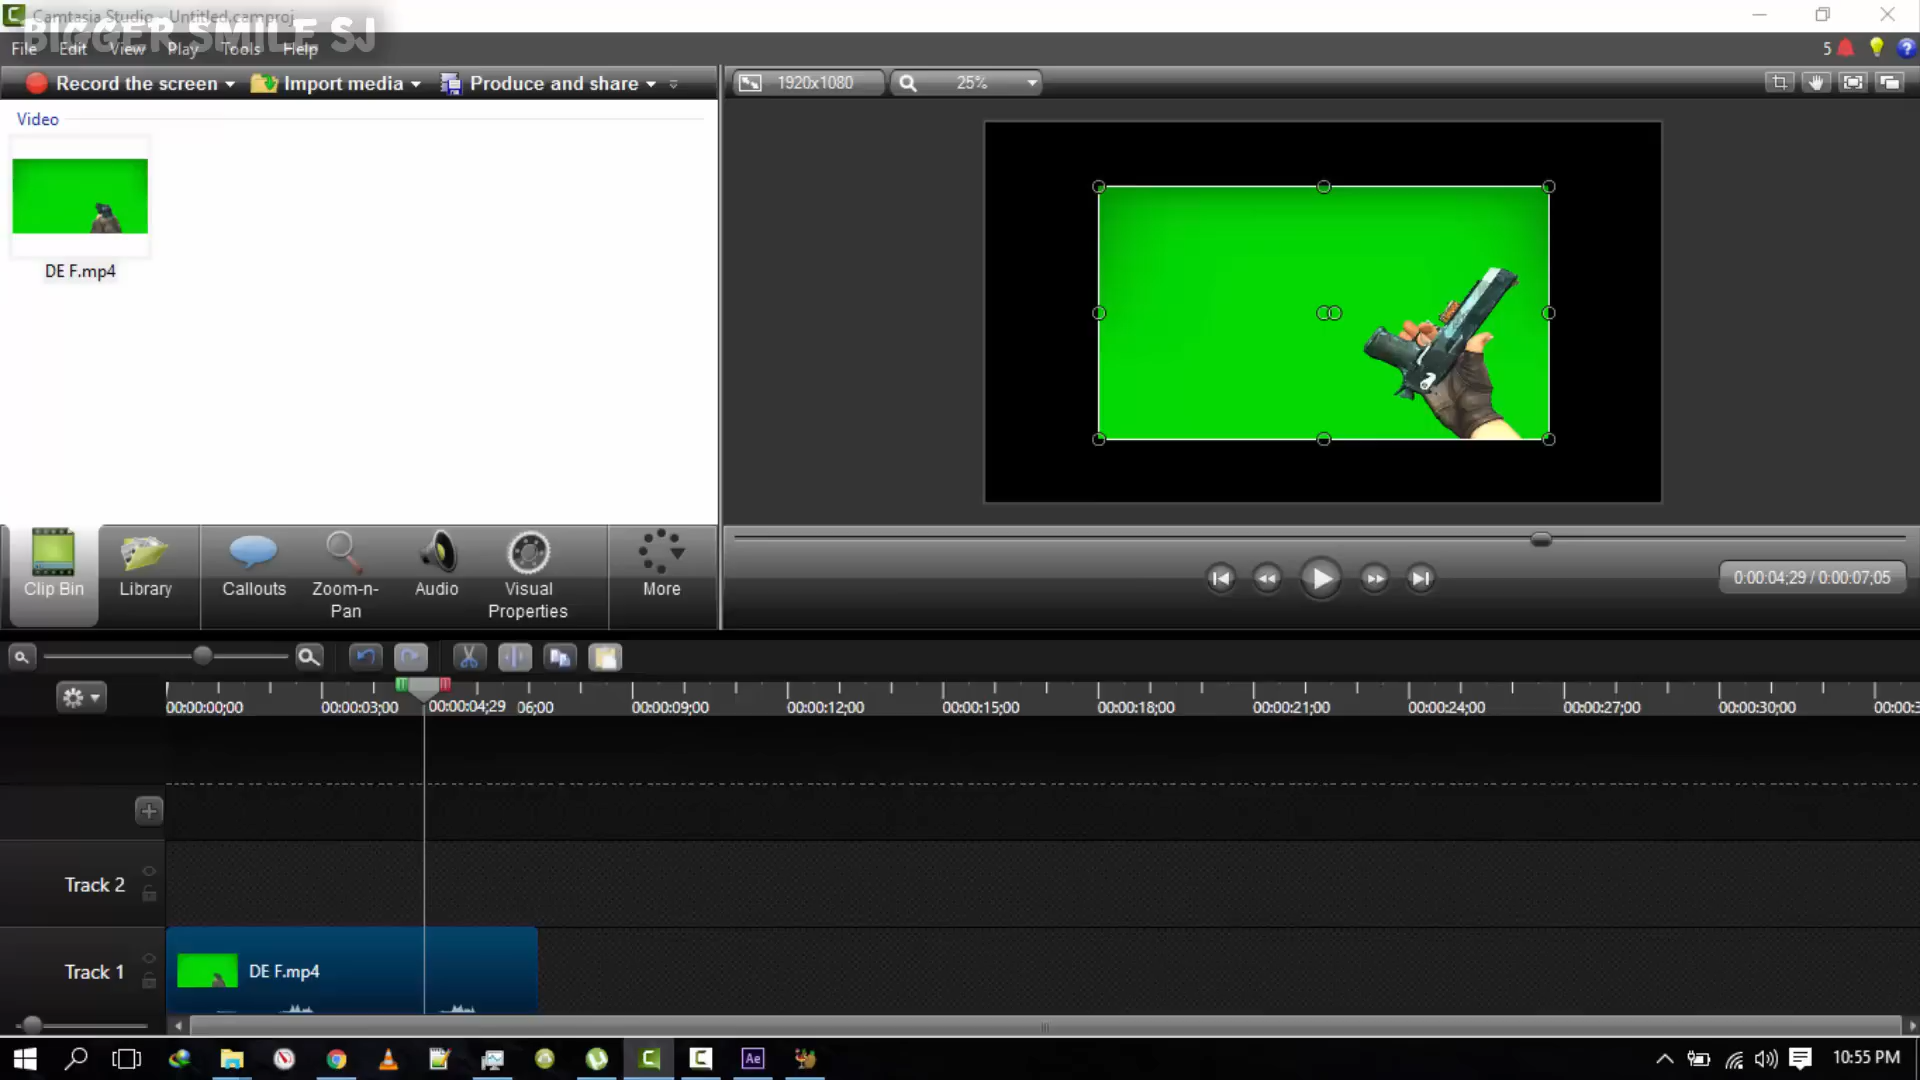 Camtasia Studio - Untitled.camproj
BIGGER SMILE SJ
File Edit View Play Tools Help
5
Record the screen Import media Produce and share
1920x1080 25%
Video
DE F.mp4
Clip Bin Library Callouts Zoom-n-Pan Audio Visual Properties More
0:00:04;29 / 0:00:07;05
00:00:00;00 00:00:03;00 00:00:04;29 06;00 00:00:09;00 00:00:12;00 00:00:15;00 00:00:18;00 00:00:21;00 00:00:24;00 00:00:27;00 00:00:30;00 00:00:3
Track 2
Track 1 DE F.mp4
Ae
10:55 PM